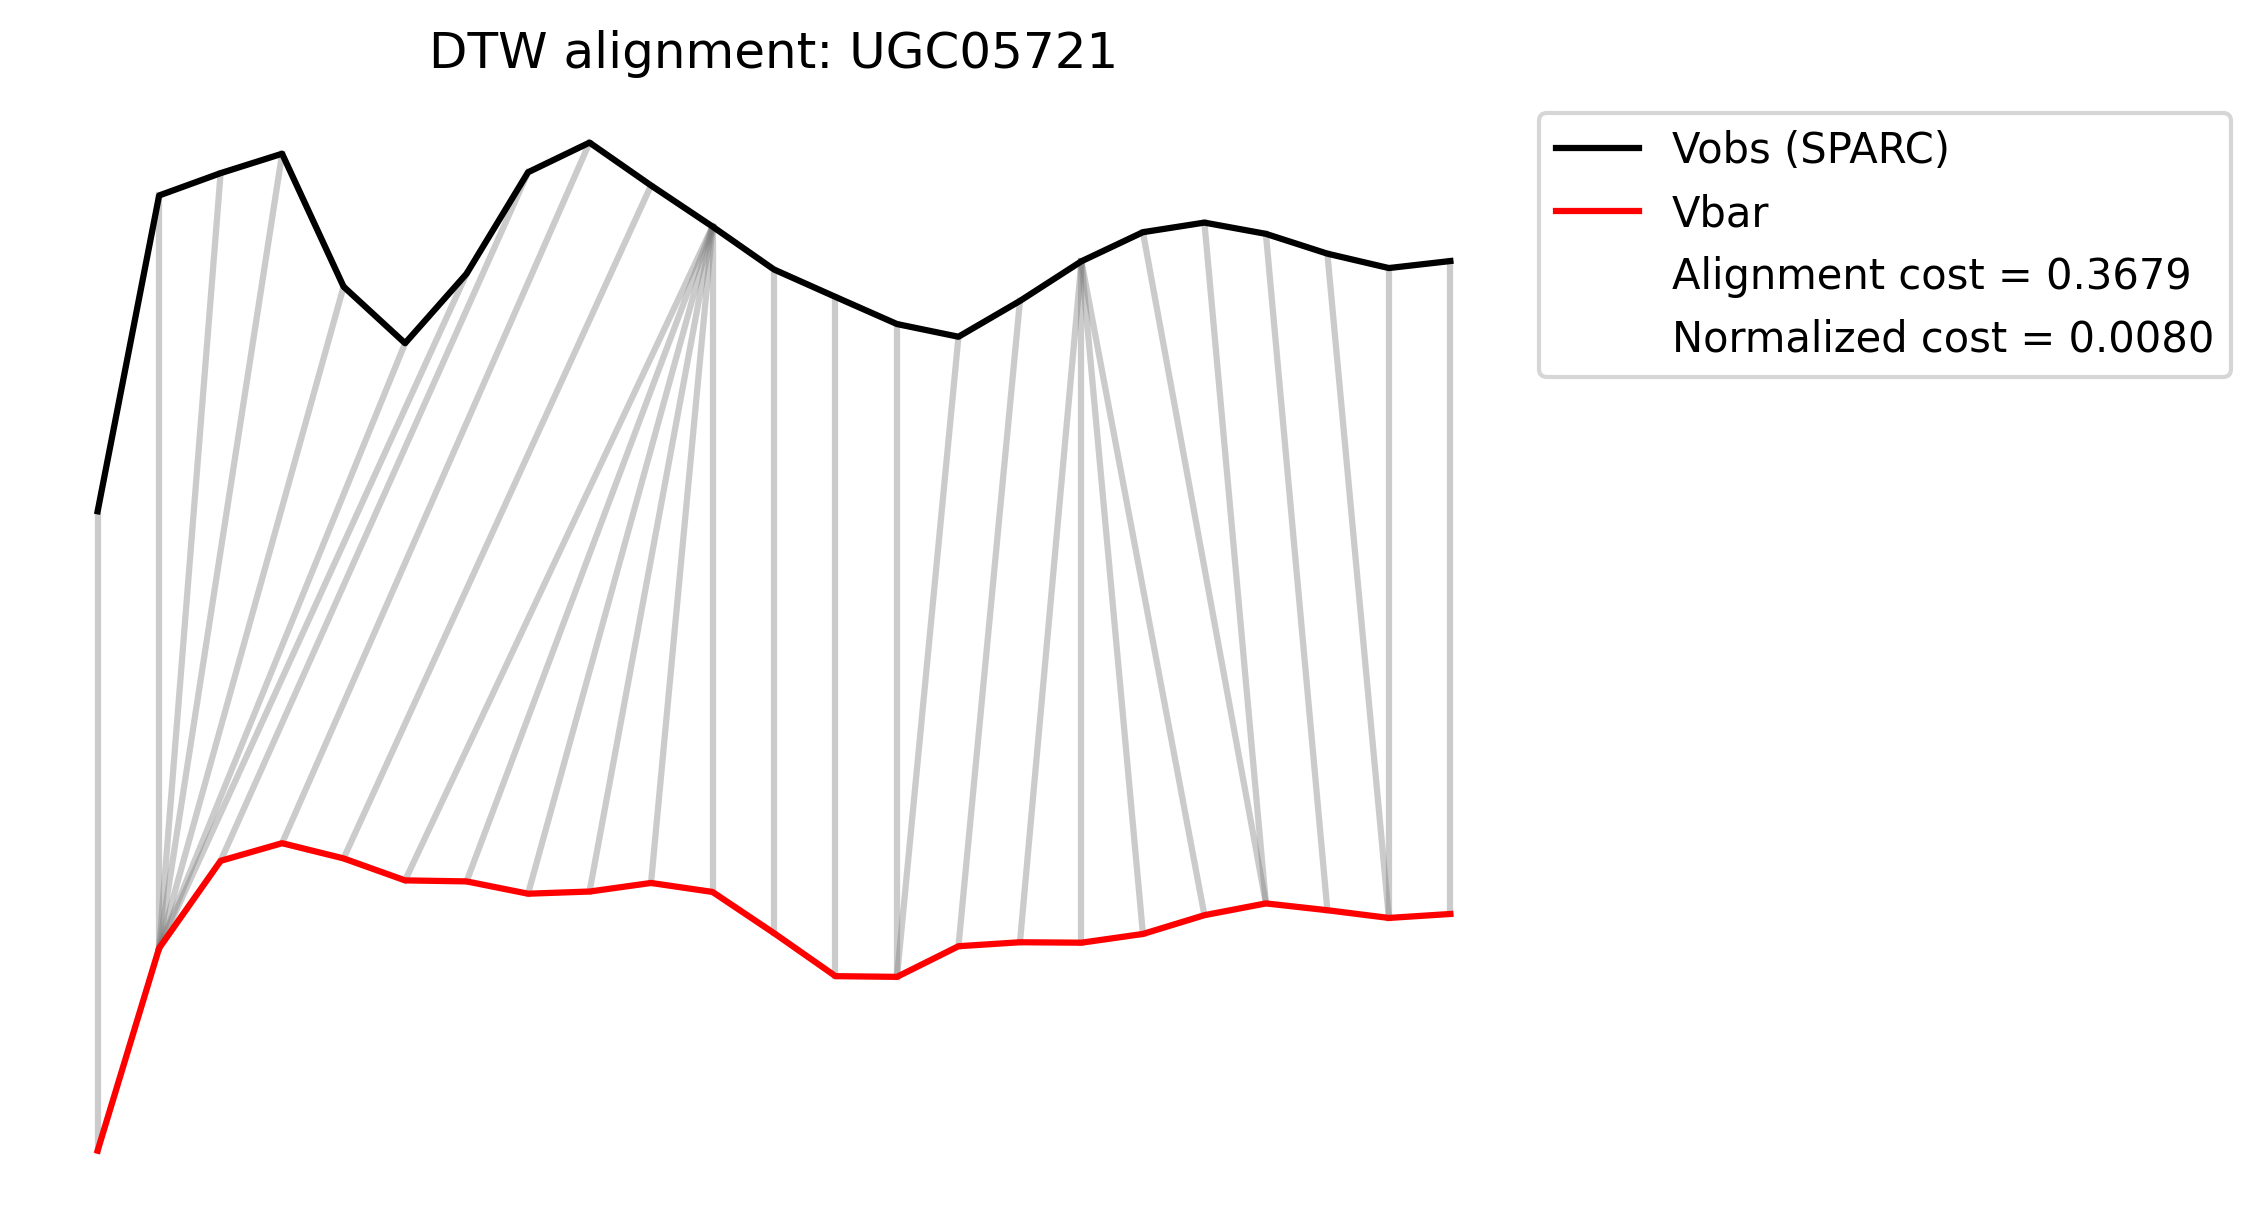 DTW alignment: UGC05721
Vobs (SPARC)
Vbar
Alignment cost = 0.3679
Normalized cost = 0.0080